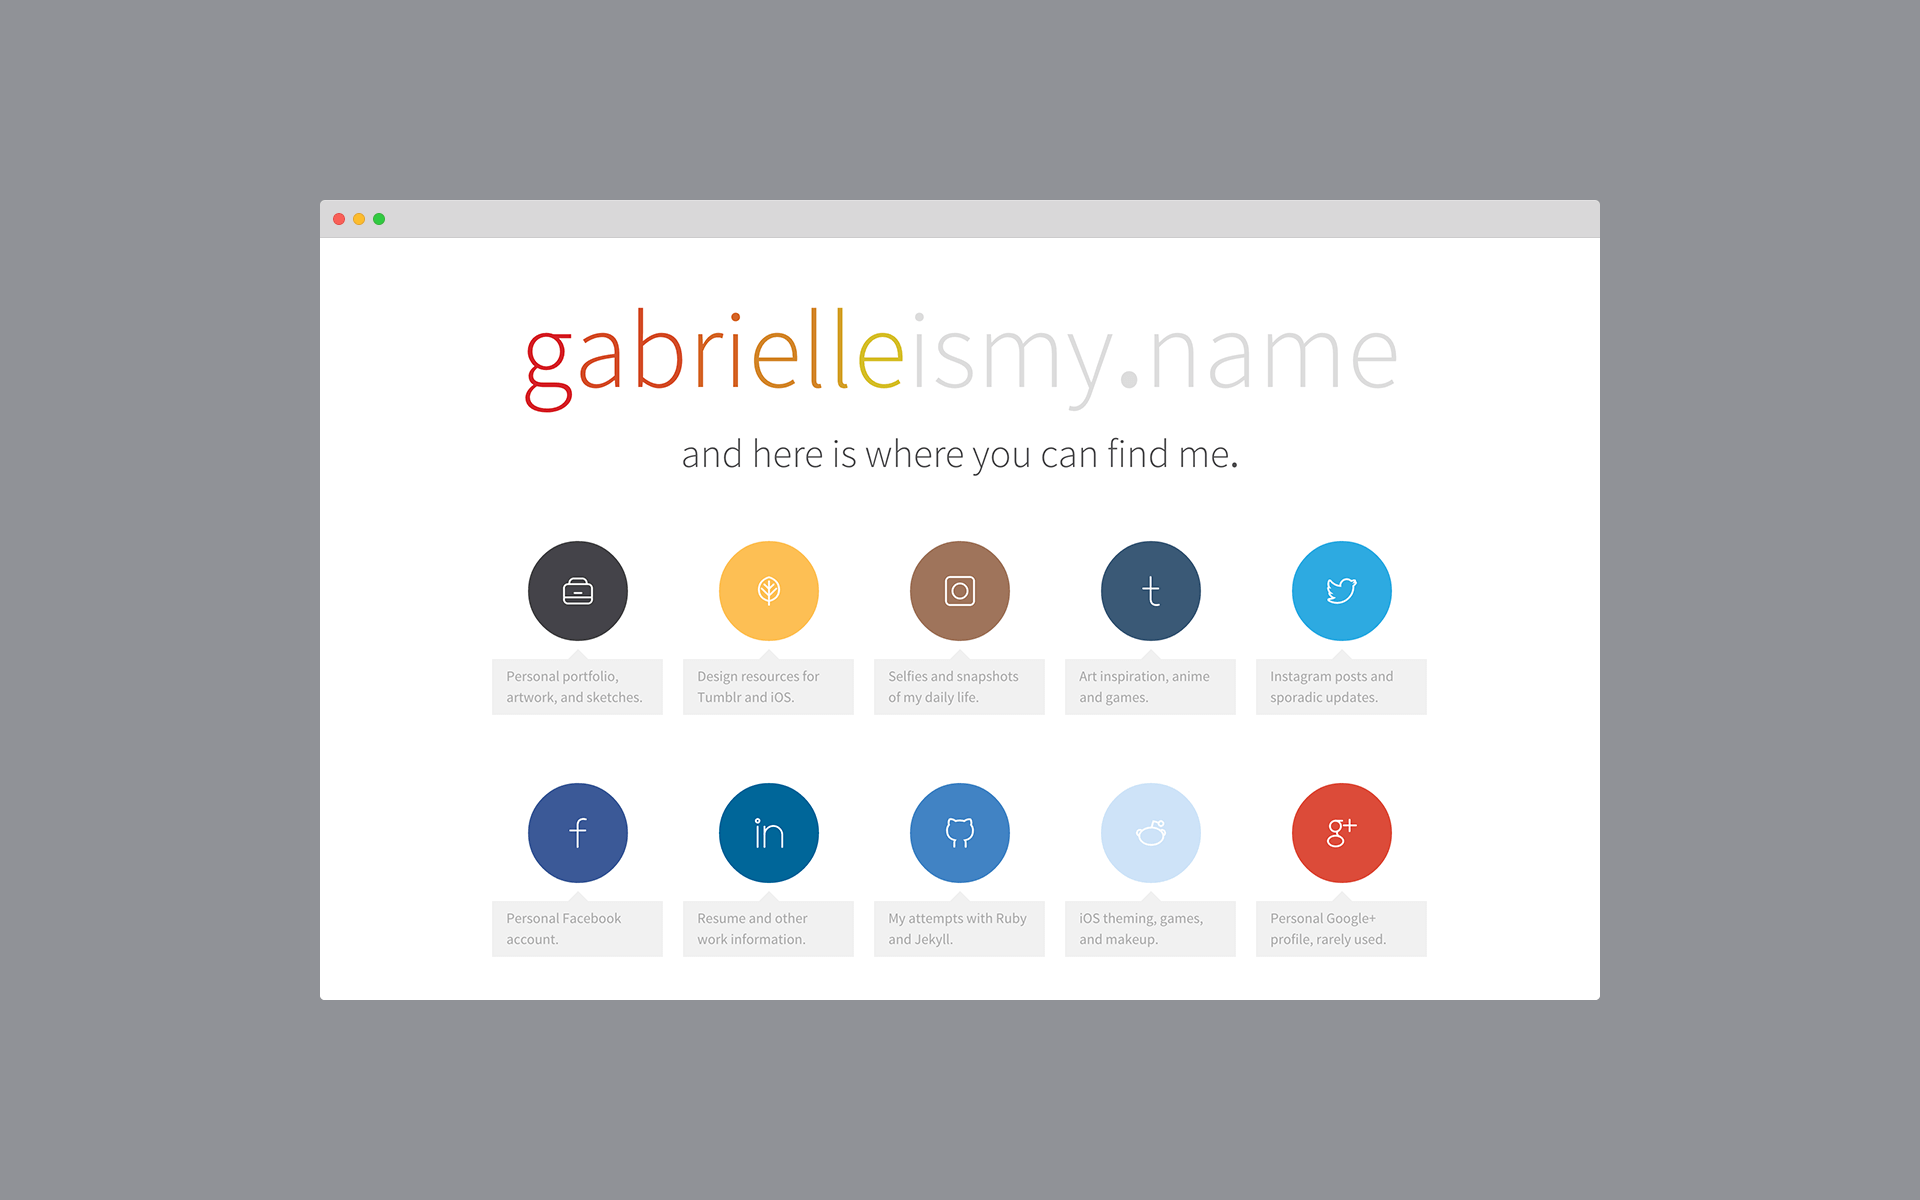 gabrielleismy.name
and here is where you can find me.
t
Personal portfolio,
artwork, and sketches.
Design resources for
Tumblr and iOS.
Selfies and snapshots
of my daily life.
Art inspiration, anime
and games.
Instagram posts and
sporadic updates.
f
in
g+
Personal Facebook
account.
Resume and other
work information.
My attempts with Ruby
and Jekyll.
iOS theming, games,
and makeup.
Personal Google+
profile, rarely used.